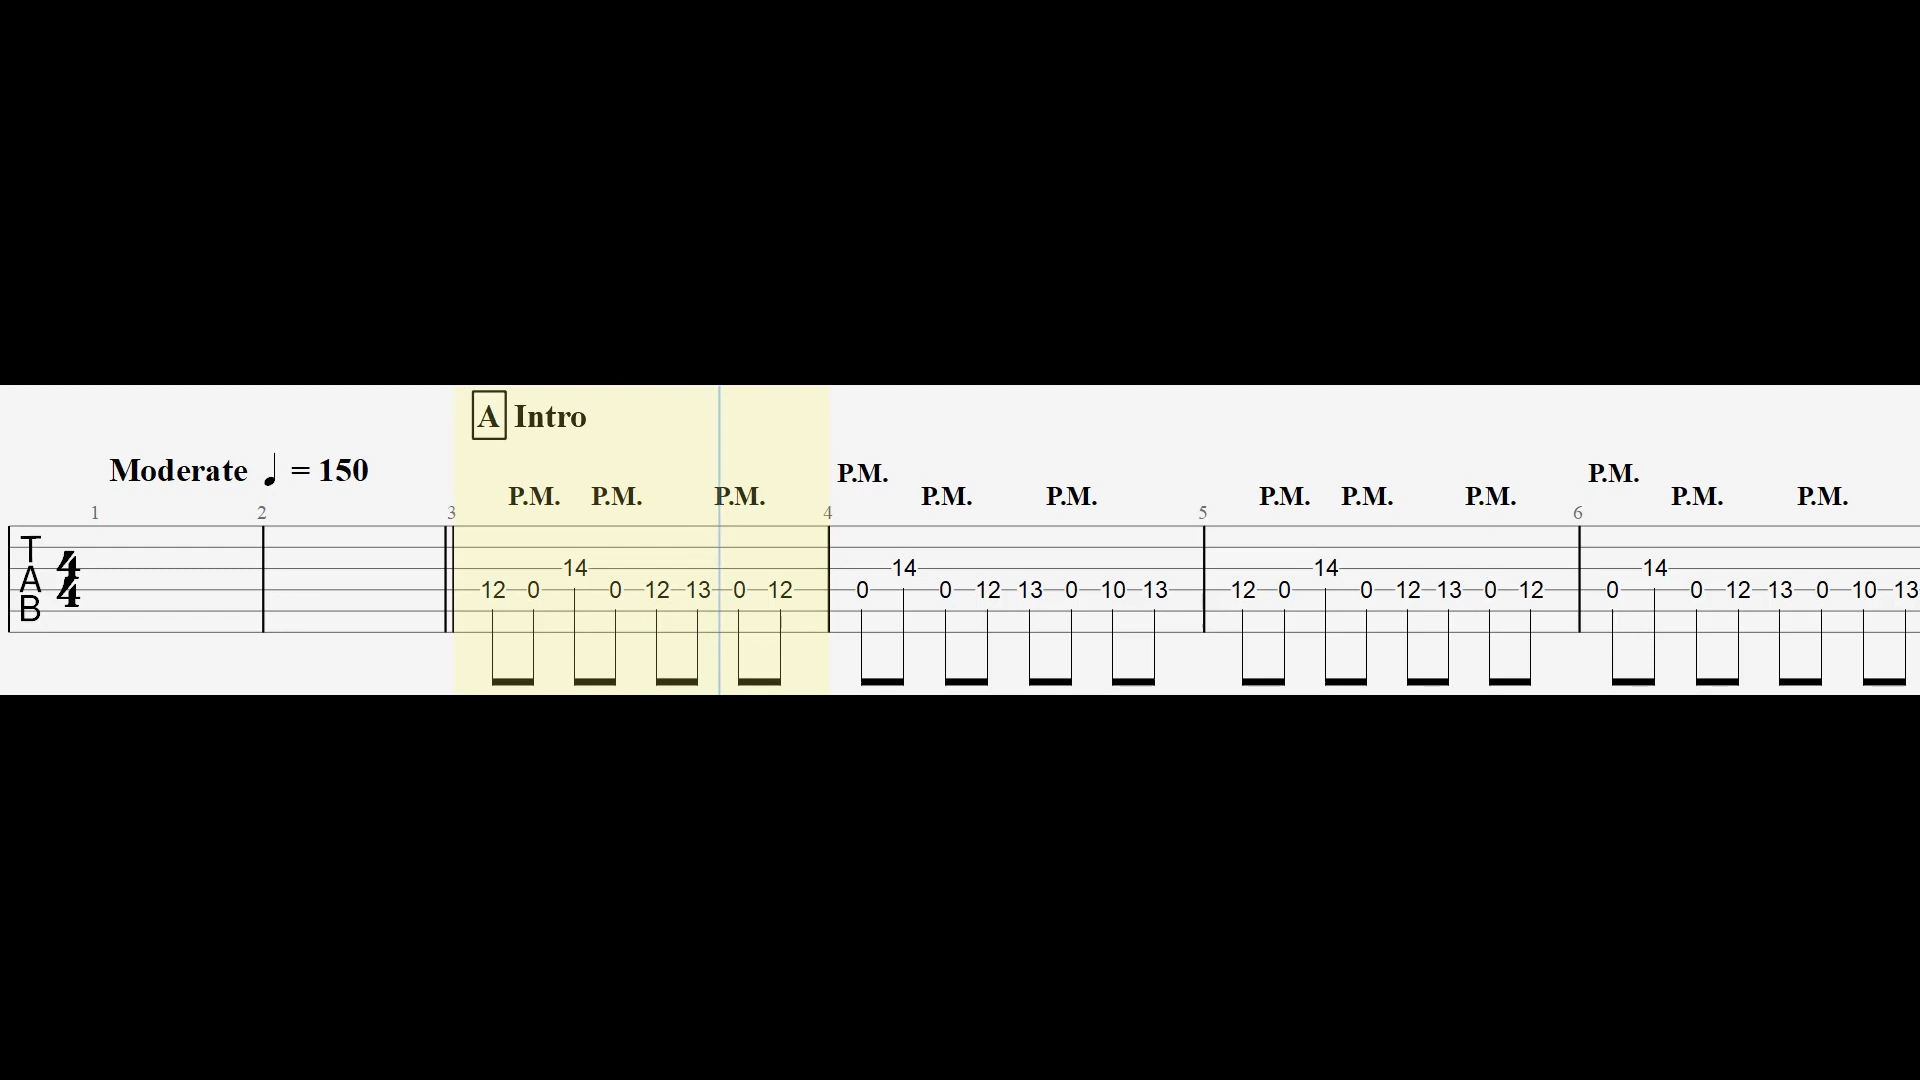 A Intro
Moderate ♩ = 150
P.M. P.M.
P.M. P.M. P.M. P.M. P.M. P.M. P.M. P.M. P.M. P.M.
1 2 3 4 5 6
T
A
B
4
4
14 14 14 14
12 0 0 12 13 0 12 0 0 12 13 0 10 13 12 0 0 12 13 0 12 0 0 12 13 0 10 13